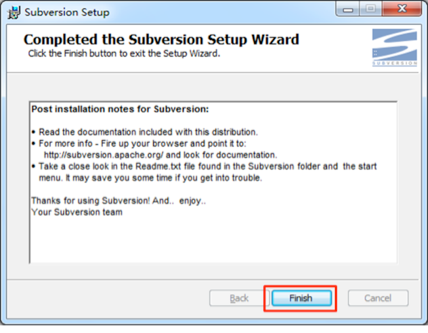 Subversion Setup
Completed the Subversion Setup Wizard
Click the Finish button to exit the Setup Wizard.
SUBVERSION
Post installation notes for Subversion:
• Read the documentation included with this distribution.
• For more info - Fire up your browser and point it to:
http://subversion.apache.org/ and look for documentation.
• Take a close look in the Readme.txt file found in the Subversion folder and the start
menu. It may save you some time if you get into trouble.
Thanks for using Subversion! And.. enjoy..
Your Subversion team
Back
Finish
Cancel